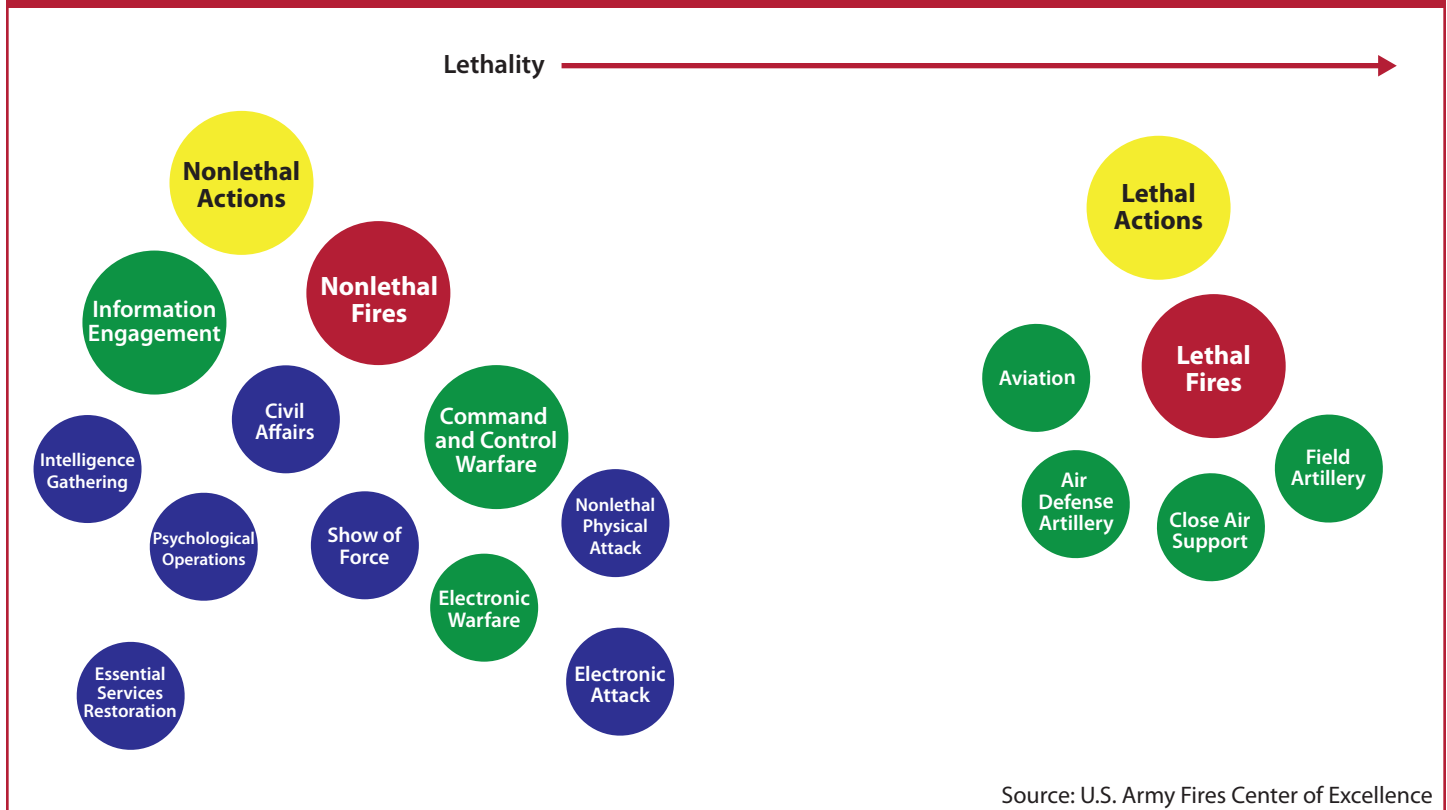 Lethality
Nonlethal
Actions
Nonlethal
Fires
Information
Engagement
Civil
Affairs
Command
and Control
Warfare
Intelligence
Gathering
Psychological
Operations
Show of
Force
Nonlethal
Physical
Attack
Electronic
Warfare
Essential
Services
Restoration
Electronic
Attack
Lethal
Actions
Lethal
Fires
Aviation
Air
Defense
Artillery
Close Air
Support
Field
Artillery
Source: U.S. Army Fires Center of Excellence